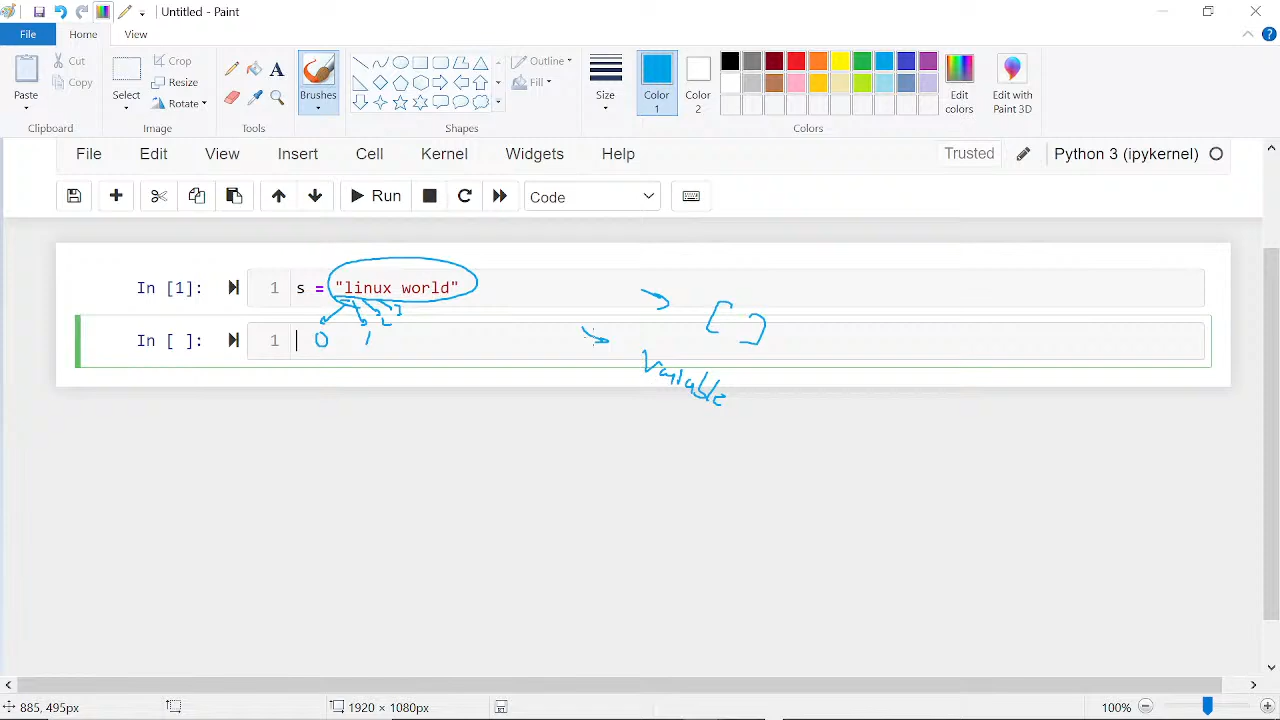 Untitled - Paint
File
Home
View
Paste
Cut
Copy
Clipboard
Select
Crop
Rotate
Image
Tools
Brushes
Outline
Fill
Shapes
Size
Color 1
Color 2
Edit colors
Edit with Paint 3D
Colors
File Edit View Insert Cell Kernel Widgets Help
Trusted
Python 3 (ipykernel)
Run
Code
In [1]: 1 s = "linux world"
2 3
In [ ]: 1
0 1
[ ]
Variable
885, 495px
1920 × 1080px
100%